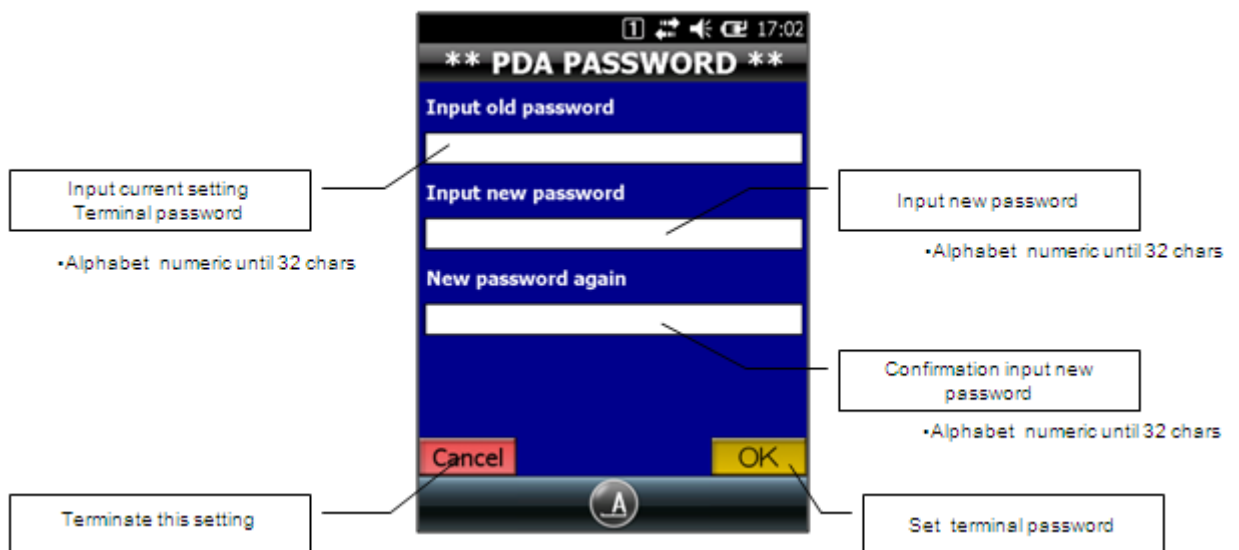 1 17:02
** PDA PASSWORD **
Input old password
Input current setting
Terminal password
•Alphabet numeric until 32 chars
Input new password
Input new password
•Alphabet numeric until 32 chars
New password again
Confirmation input new
password
•Alphabet numeric until 32 chars
Cancel
OK
A
Terminate this setting
Set terminal password